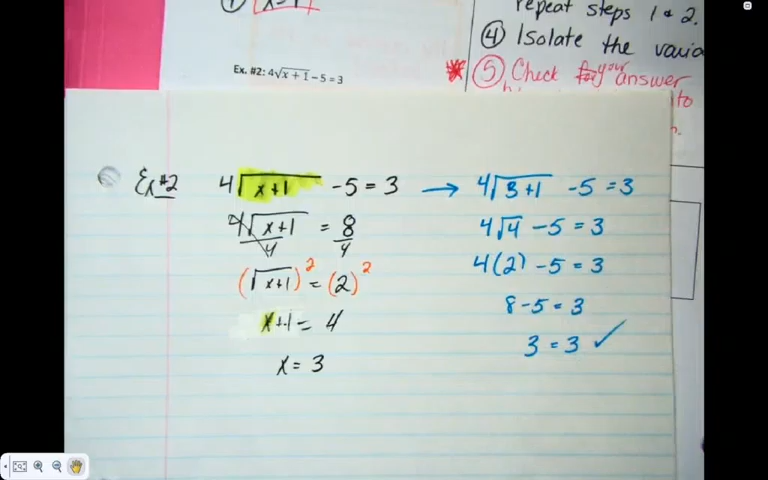 repeat steps 1 & 2.
④ Isolate the varia
Ex. #2: 4√x + 1 - 5 = 3
⑤ Check your answer
to
Ex #2 4√x+1 -5 = 3 → 4√3+1 -5 = 3
4√x+1 = 8 4√4 -5 = 3
4 4
(√x+1)² = (2)² 4(2) -5 = 3
x+1 = 4 8-5 = 3
x = 3 3 = 3 ✓